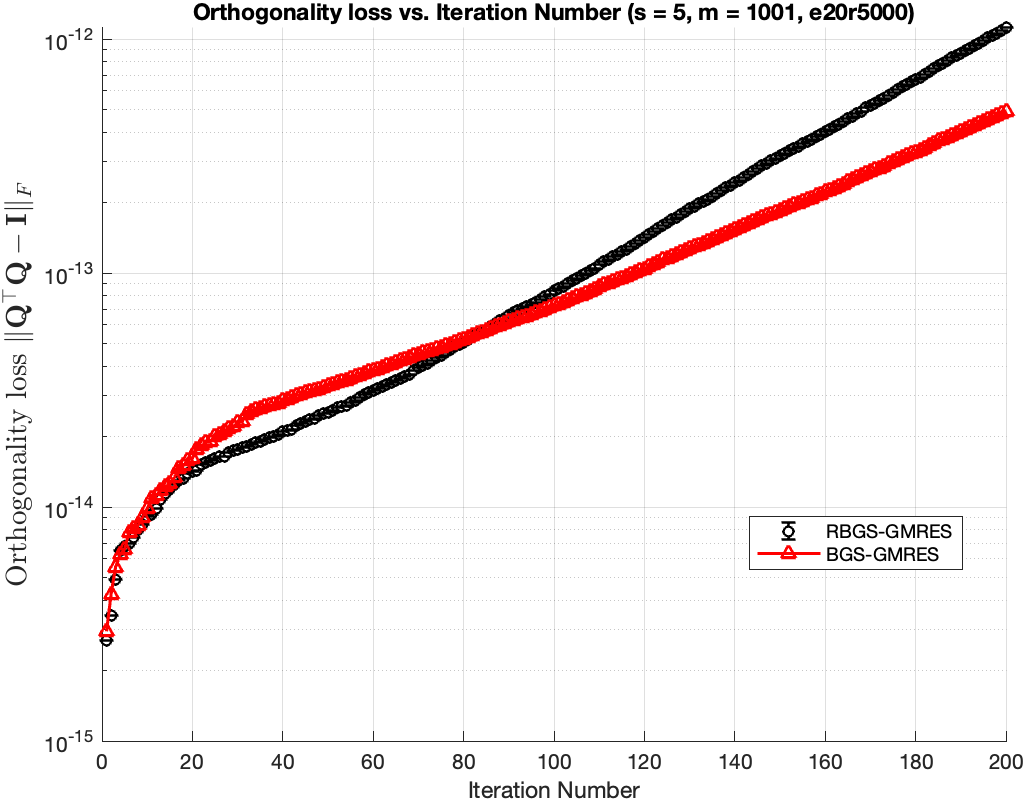 Orthogonality loss vs. Iteration Number (s = 5, m = 1001, e20r5000)
Orthogonality loss ||Q^⊤Q − I||_F
10^-12
10^-13
10^-14
10^-15
RBGS-GMRES
BGS-GMRES
0 20 40 60 80 100 120 140 160 180 200
Iteration Number